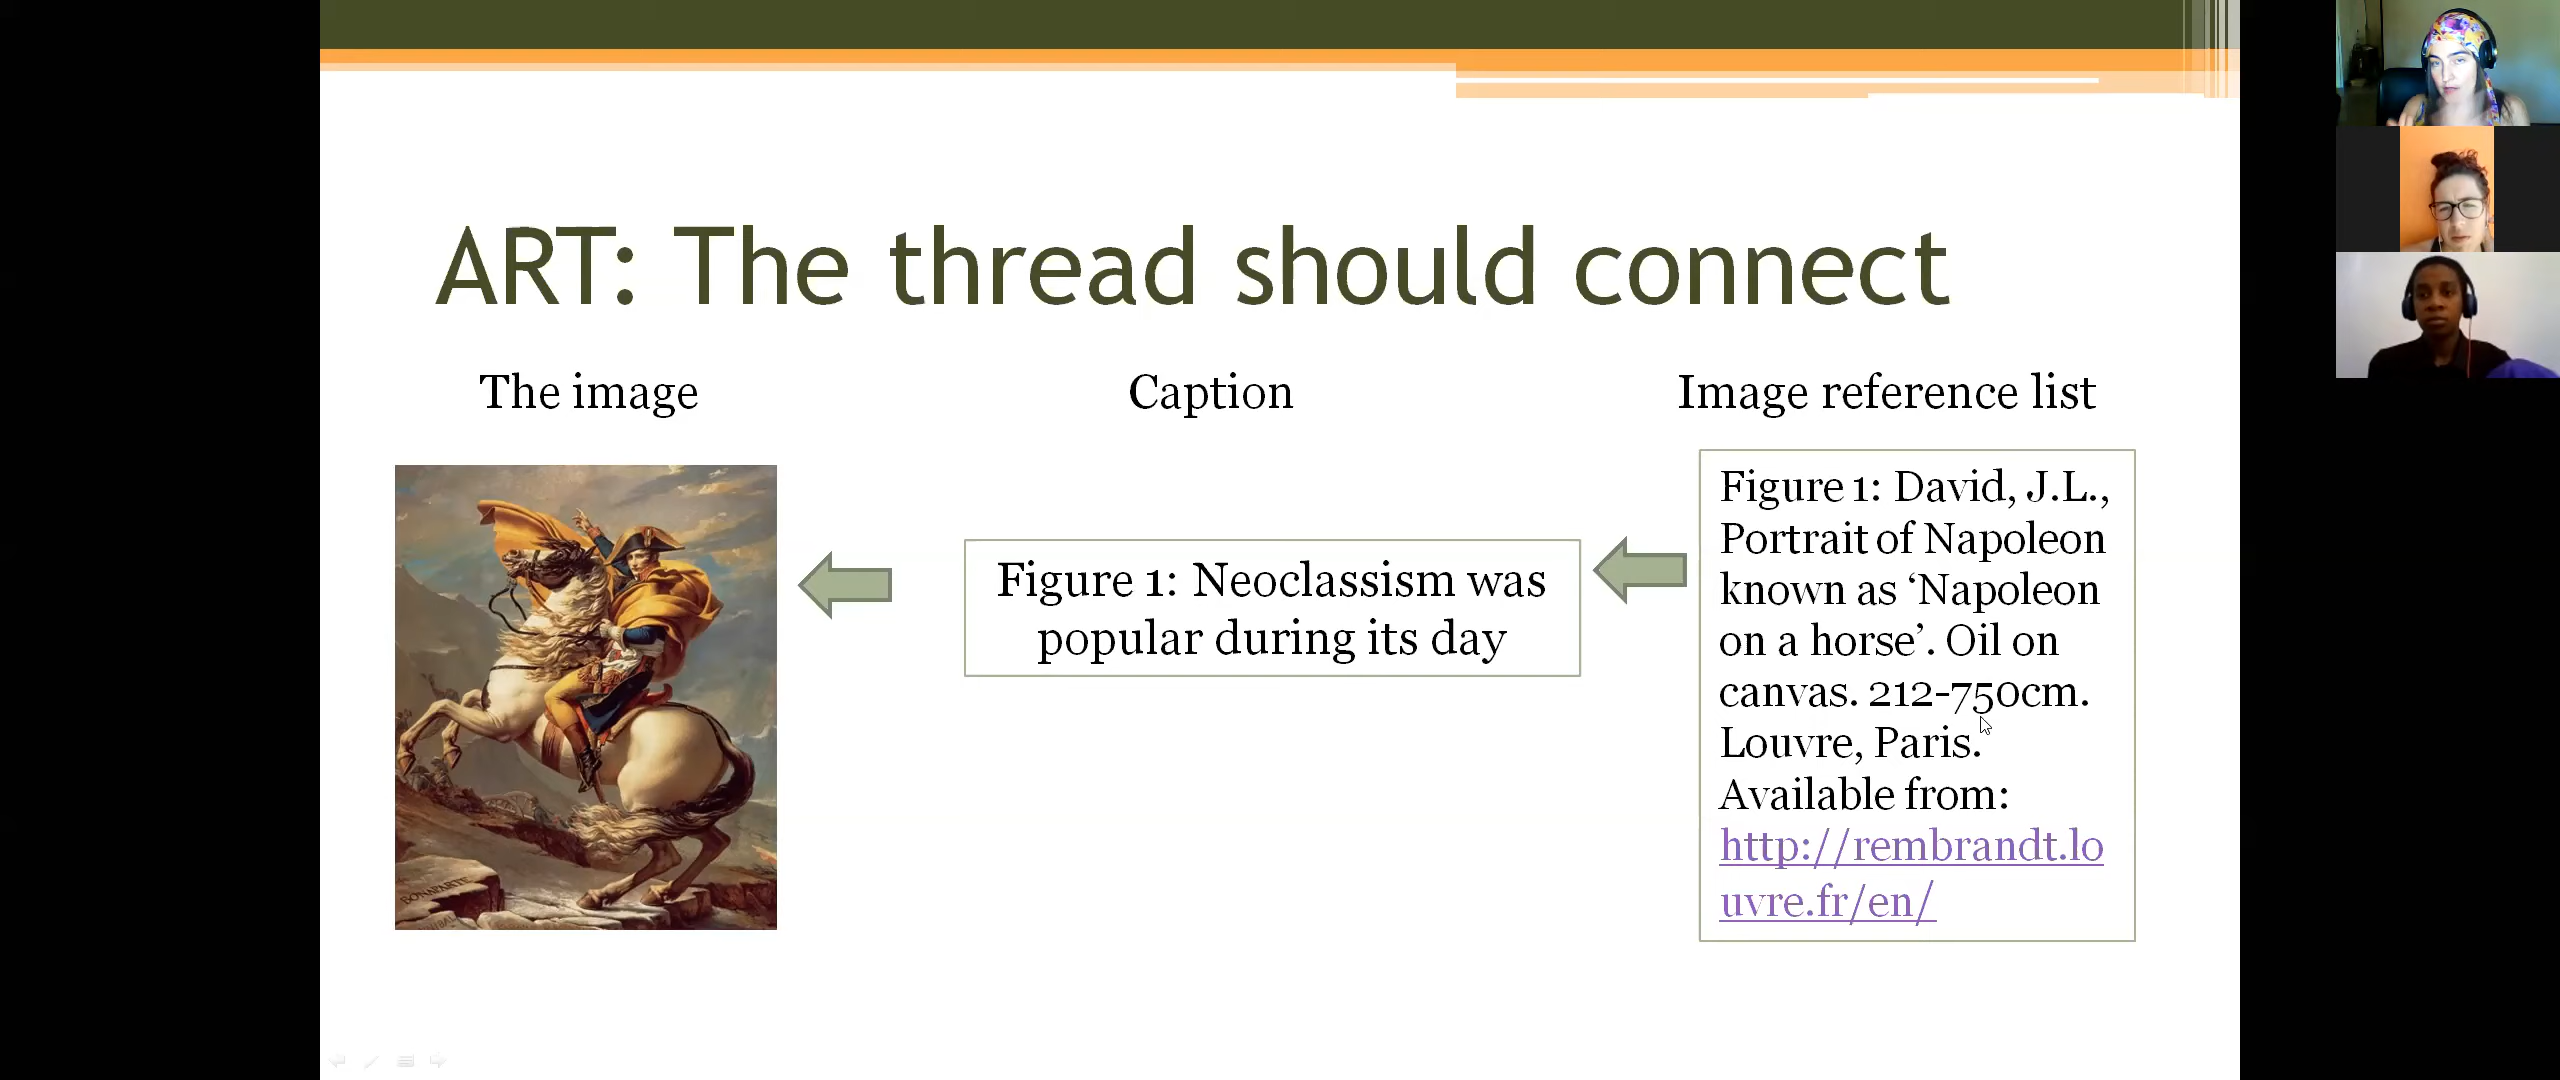 ART: The thread should connect
The image
Caption
Image reference list
Figure 1: Neoclassism was
popular during its day
Figure 1: David, J.L.,
Portrait of Napoleon
known as ‘Napoleon
on a horse’. Oil on
canvas. 212-750cm.
Louvre, Paris.
Available from:
http://rembrandt.lo
uvre.fr/en/
BONAPARTE